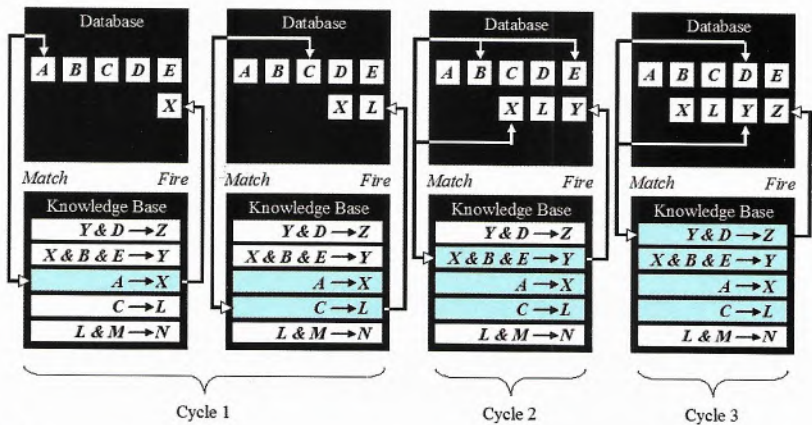 Database
A B C D E
X
Match Fire
Knowledge Base
Y & D → Z
X & B & E → Y
A → X
C → L
L & M → N
Database
A B C D E
X L
Match Fire
Knowledge Base
Y & D → Z
X & B & E → Y
A → X
C → L
L & M → N
Cycle 1
Database
A B C D E
X L Y
Match Fire
Knowledge Base
Y & D → Z
X & B & E → Y
A → X
C → L
L & M → N
Cycle 2
Database
A B C D E
X L Y Z
Match Fire
Knowledge Base
Y & D → Z
X & B & E → Y
A → X
C → L
L & M → N
Cycle 3